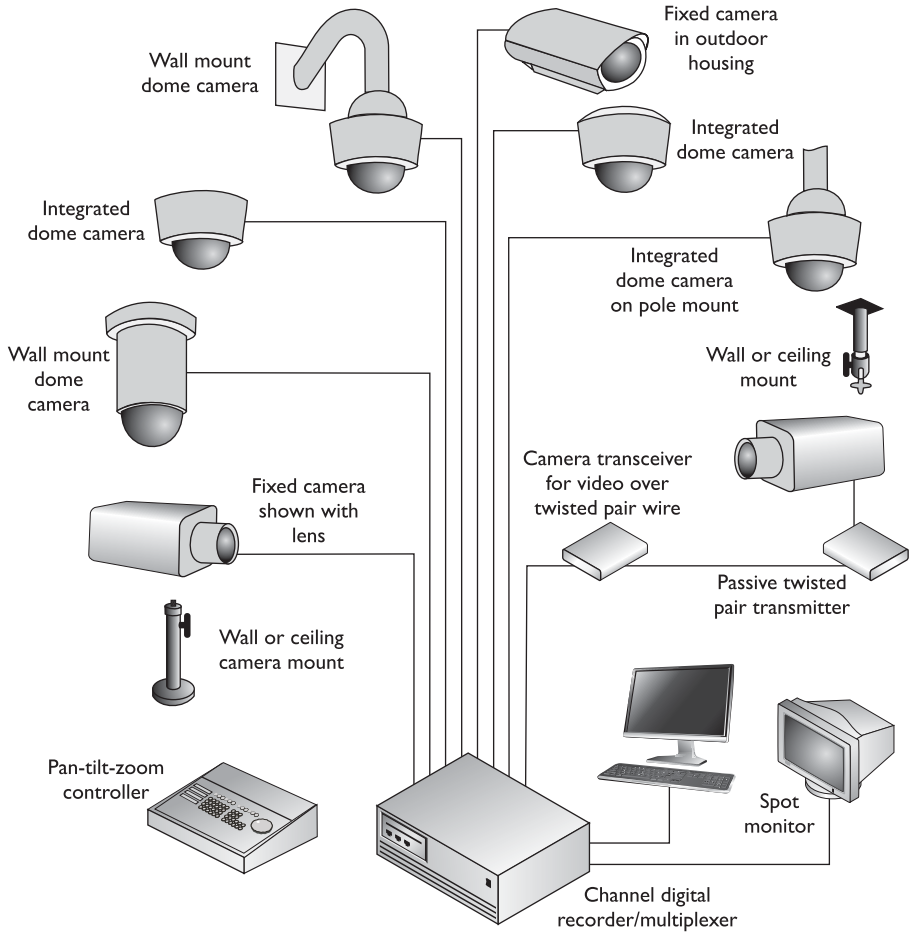 Fixed camera
in outdoor
housing
Wall mount
dome camera
Integrated
dome camera
Integrated
dome camera
Integrated
dome camera
on pole mount
Wall mount
dome
camera
Wall or ceiling
mount
Camera transceiver
for video over
twisted pair wire
Fixed camera
shown with
lens
Passive twisted
pair transmitter
Wall or ceiling
camera mount
Pan-tilt-zoom
controller
Spot
monitor
Channel digital
recorder/multiplexer